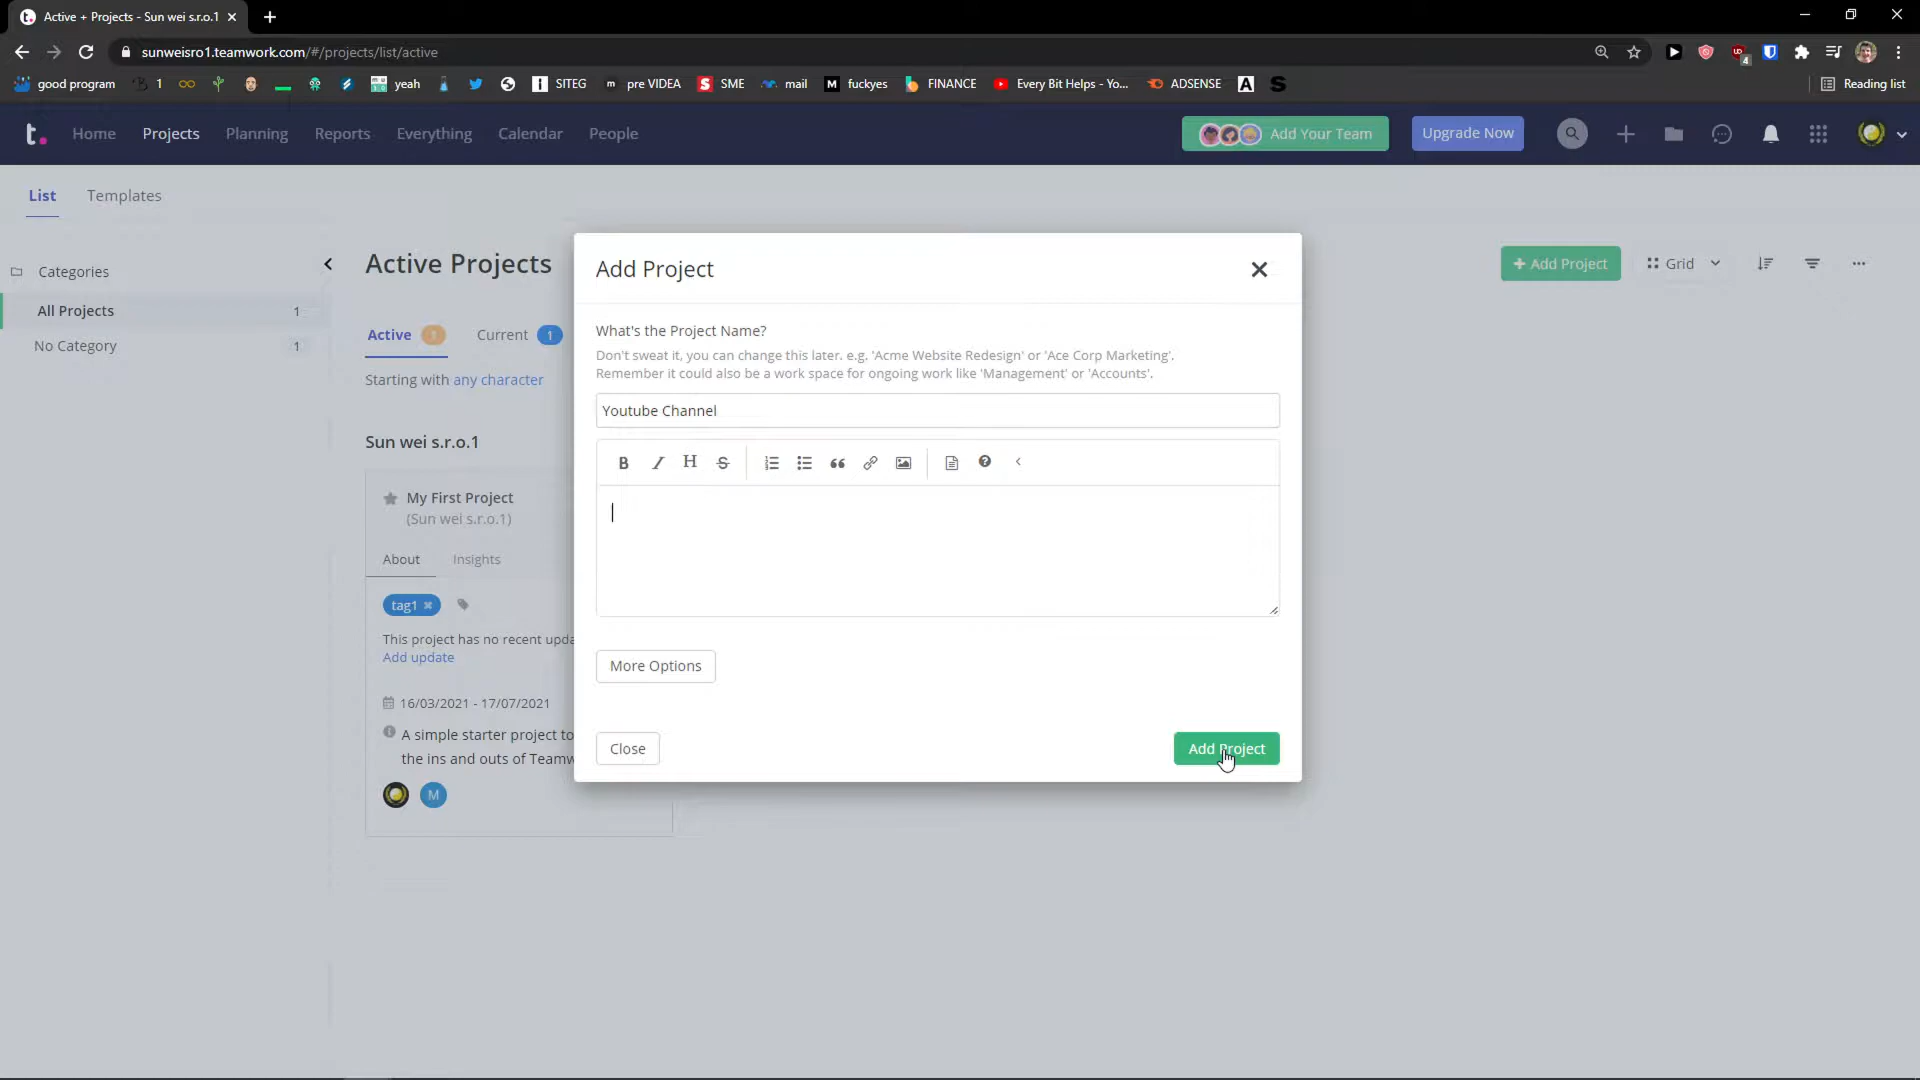 Active + Projects - Sun wei s.r.o.1
sunweisro1.teamwork.com/#/projects/list/active
good program
1
yeah
SITEG
pre VIDEA
SME
mail
fuckyes
FINANCE
Every Bit Helps - Yo...
ADSENSE
Reading list
t.
Home
Projects
Planning
Reports
Everything
Calendar
People
Add Your Team
Upgrade Now
List
Templates
Categories
All Projects 1
No Category 1
Active Projects
+ Add Project
Grid
Active
Current 1
Starting with any character
Sun wei s.r.o.1
My First Project
(Sun wei s.r.o.1)
About
Insights
tag1
This project has no recent upda
Add update
16/03/2021 - 17/07/2021
A simple starter project to
the ins and outs of Teamw
M
Add Project
What's the Project Name?
Don't sweat it, you can change this later. e.g. 'Acme Website Redesign' or 'Ace Corp Marketing'.
Remember it could also be a work space for ongoing work like 'Management' or 'Accounts'.
Youtube Channel
B I H S
More Options
Close
Add Project